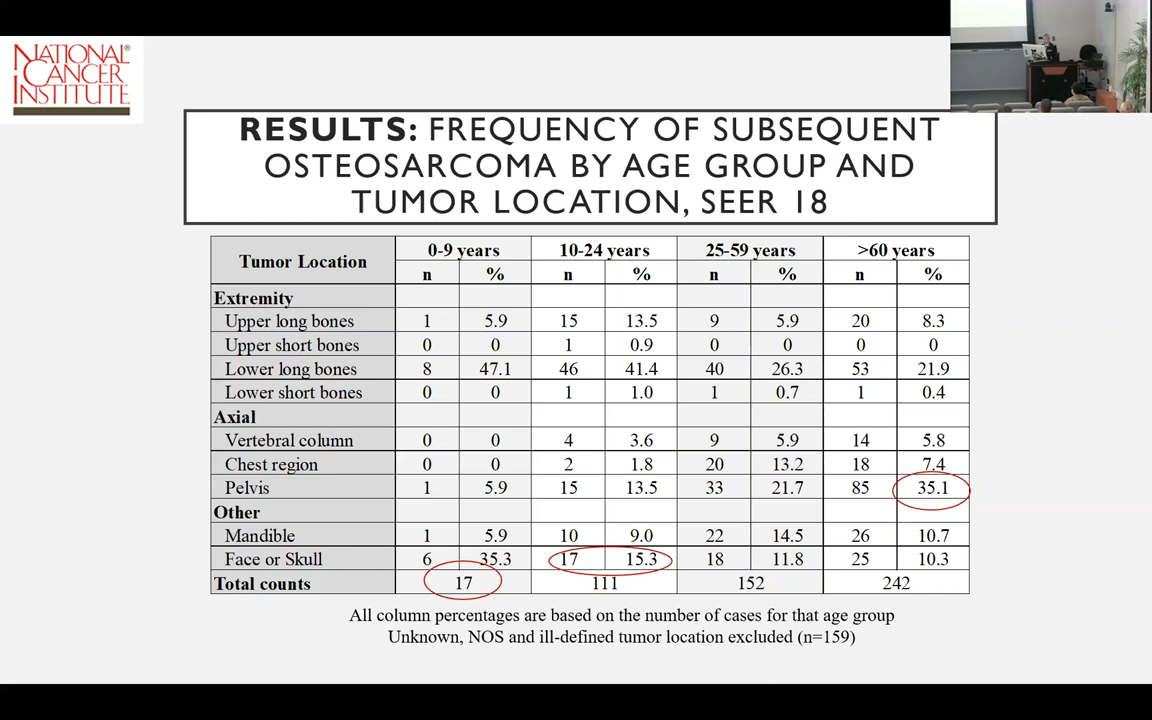 NATIONAL®
CANCER
INSTITUTE
RESULTS: FREQUENCY OF SUBSEQUENT
OSTEOSARCOMA BY AGE GROUP AND
TUMOR LOCATION, SEER 18
Tumor Location 0-9 years 10-24 years 25-59 years >60 years
n % n % n % n %
Extremity
Upper long bones 1 5.9 15 13.5 9 5.9 20 8.3
Upper short bones 0 0 1 0.9 0 0 0 0
Lower long bones 8 47.1 46 41.4 40 26.3 53 21.9
Lower short bones 0 0 1 1.0 1 0.7 1 0.4
Axial
Vertebral column 0 0 4 3.6 9 5.9 14 5.8
Chest region 0 0 2 1.8 20 13.2 18 7.4
Pelvis 1 5.9 15 13.5 33 21.7 85 35.1
Other
Mandible 1 5.9 10 9.0 22 14.5 26 10.7
Face or Skull 6 35.3 17 15.3 18 11.8 25 10.3
Total counts 17 111 152 242
All column percentages are based on the number of cases for that age group
Unknown, NOS and ill-defined tumor location excluded (n=159)